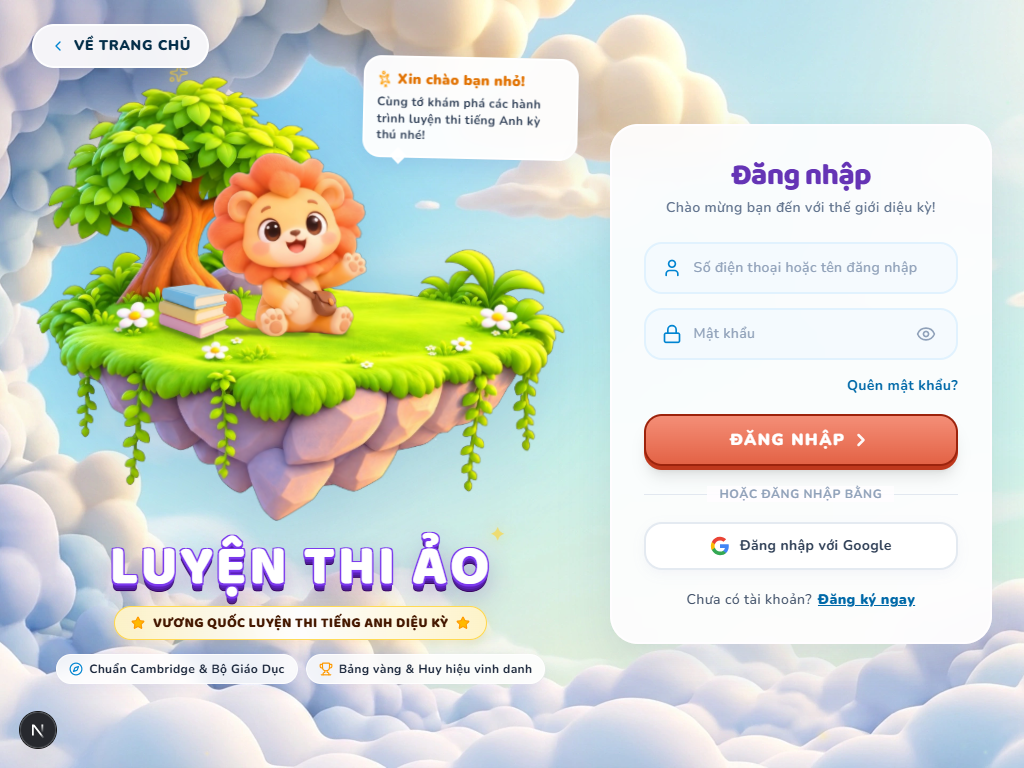 VỀ TRANG CHỦ
Xin chào bạn nhỏ!
Cùng tớ khám phá các hành
trình luyện thi tiếng Anh kỳ
thú nhé!
LUYỆN THI ẢO
VƯƠNG QUỐC LUYỆN THI TIẾNG ANH DIỆU KỲ
Chuẩn Cambridge & Bộ Giáo Dục
Bảng vàng & Huy hiệu vinh danh
Đăng nhập
Chào mừng bạn đến với thế giới diệu kỳ!
Số điện thoại hoặc tên đăng nhập
Mật khẩu
Quên mật khẩu?
ĐĂNG NHẬP
HOẶC ĐĂNG NHẬP BẰNG
Đăng nhập với Google
Chưa có tài khoản? Đăng ký ngay
N